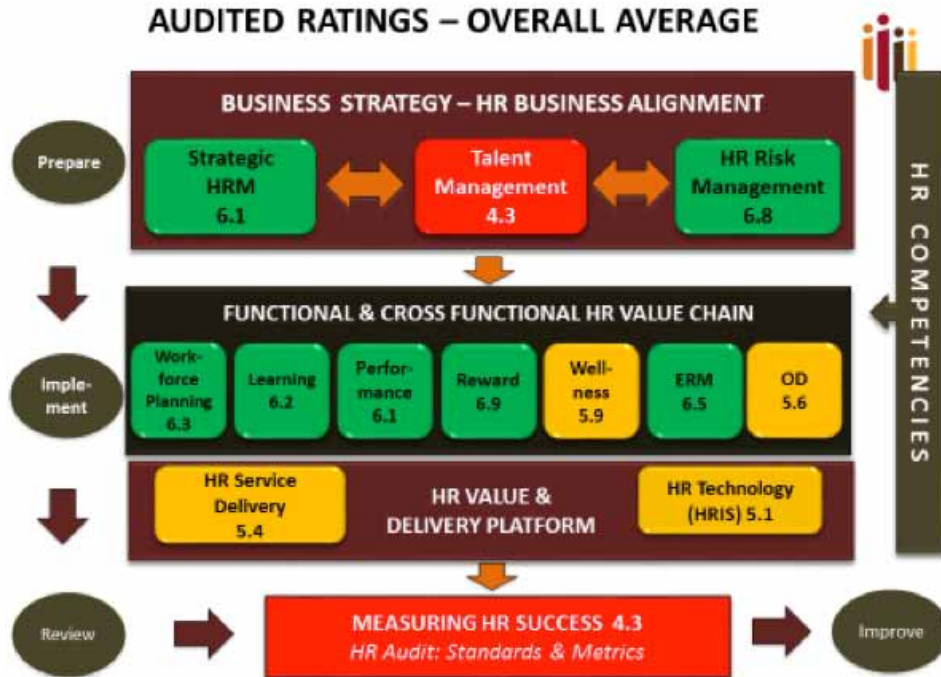 AUDITED RATINGS – OVERALL AVERAGE
BUSINESS STRATEGY – HR BUSINESS ALIGNMENT
Prepare
Strategic
HRM
6.1
Talent
Management
4.3
HR Risk
Management
6.8
HR COMPETENCIES
FUNCTIONAL & CROSS FUNCTIONAL HR VALUE CHAIN
Imple-
ment
Work-
force
Planning
6.3
Learning
6.2
Perfor-
mance
6.1
Reward
6.9
Well-
ness
5.9
ERM
6.5
OD
5.6
HR Service
Delivery
5.4
HR VALUE &
DELIVERY PLATFORM
HR Technology
(HRIS) 5.1
Review
MEASURING HR SUCCESS 4.3
HR Audit: Standards & Metrics
Improve